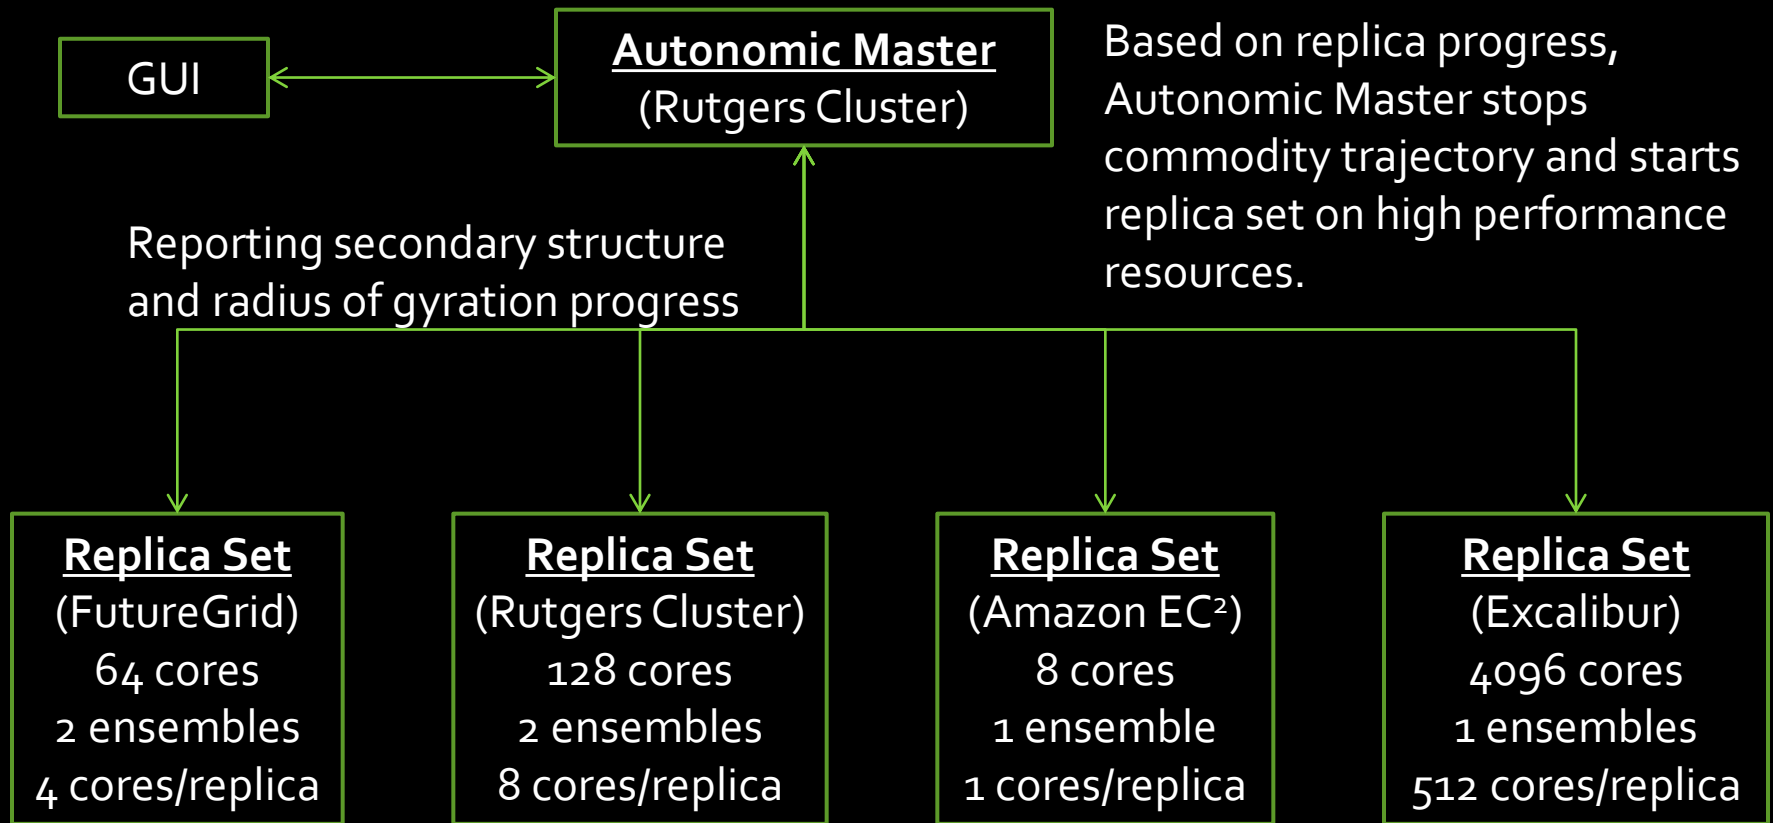 GUI
Autonomic Master
(Rutgers Cluster)
Based on replica progress,
Autonomic Master stops
commodity trajectory and starts
replica set on high performance
resources.
Reporting secondary structure
and radius of gyration progress
Replica Set
(FutureGrid)
64 cores
2 ensembles
4 cores/replica
Replica Set
(Rutgers Cluster)
128 cores
2 ensembles
8 cores/replica
Replica Set
(Amazon EC²)
8 cores
1 ensemble
1 cores/replica
Replica Set
(Excalibur)
4096 cores
1 ensembles
512 cores/replica